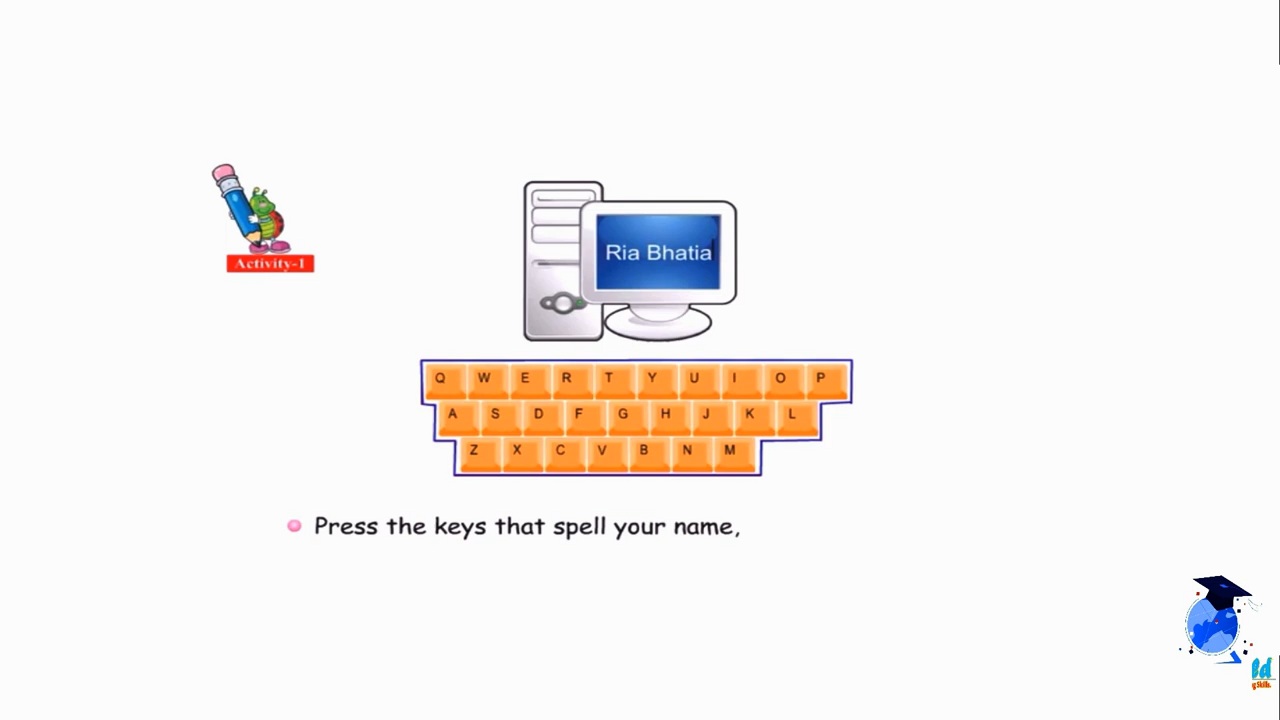 Activity-1
Ria Bhatia
Q W E R T Y U I O P
A S D F G H J K L
Z X C V B N M
Press the keys that spell your name,